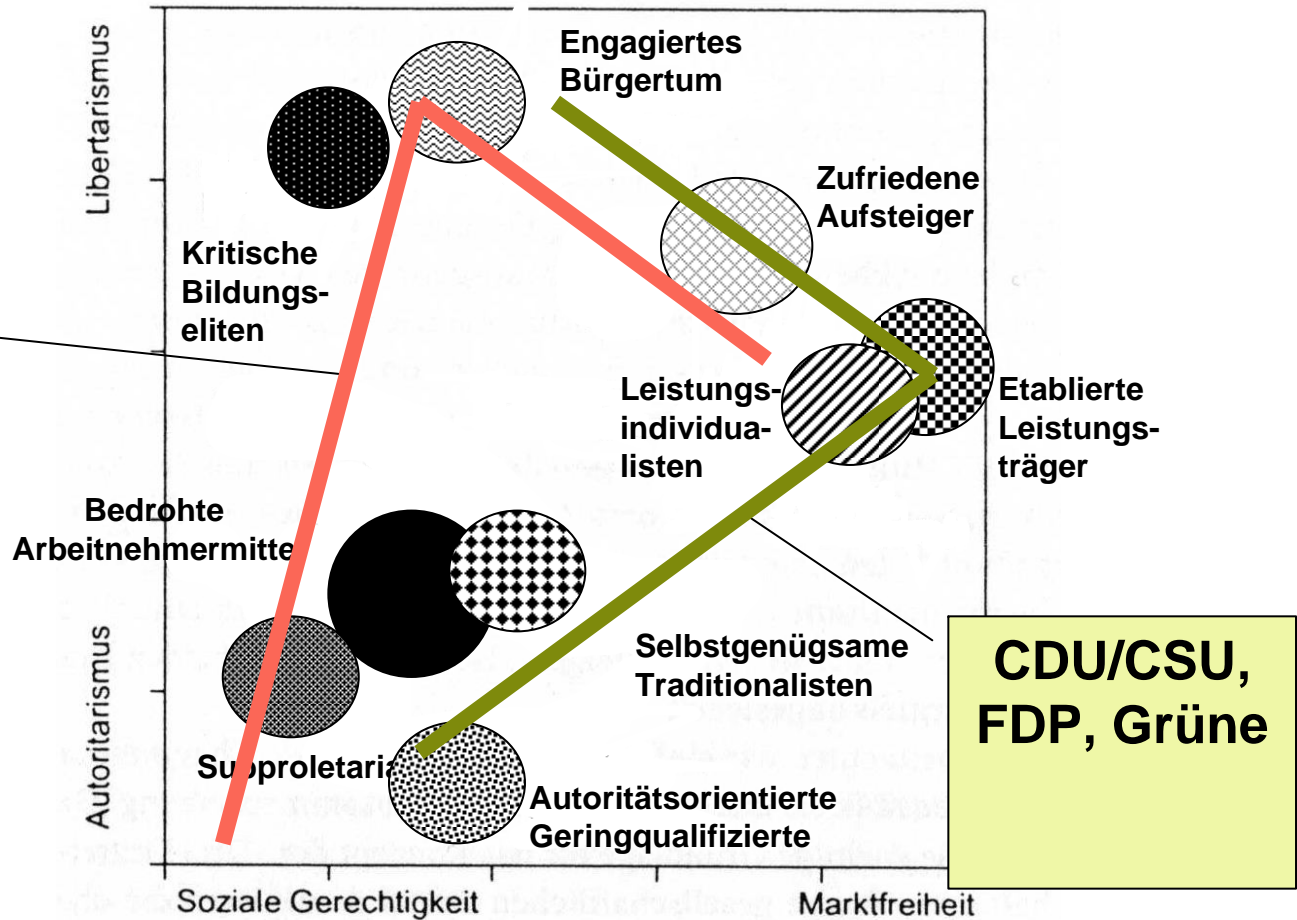 Libertarismus
Engagiertes
Bürgertum
Zufriedene
Aufsteiger
Kritische
Bildungs-
eliten
Leistungs-
individua-
listen
Etablierte
Leistungs-
träger
Bedrohte
Arbeitnehmermitte
Selbstgenügsame
Traditionalisten
CDU/CSU,
FDP, Grüne
Autoritarismus
Subproletaria
Autoritätsorientierte
Geringqualifizierte
Soziale Gerechtigkeit
Marktfreiheit